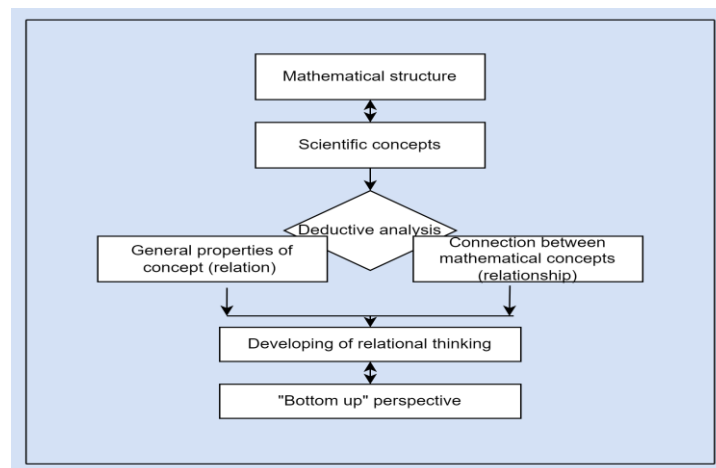 Mathematical structure
Scientific concepts
Deductive analysis
General properties of
concept (relation)
Connection between
mathematical concepts
(relationship)
Developing of relational thinking
"Bottom up" perspective